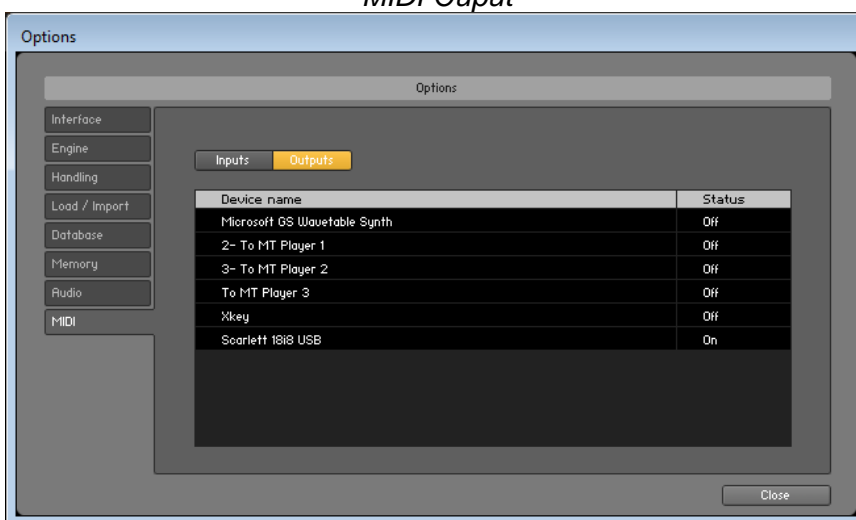 MIDI Ouput
Options
Options
Interface
Engine
Handling
Load / Import
Database
Memory
Audio
MIDI
Inputs Outputs
Device name Status
Microsoft GS Wavetable Synth Off
2- To MT Player 1 Off
3- To MT Player 2 Off
To MT Player 3 Off
Xkey Off
Scarlett 18i8 USB On
Close